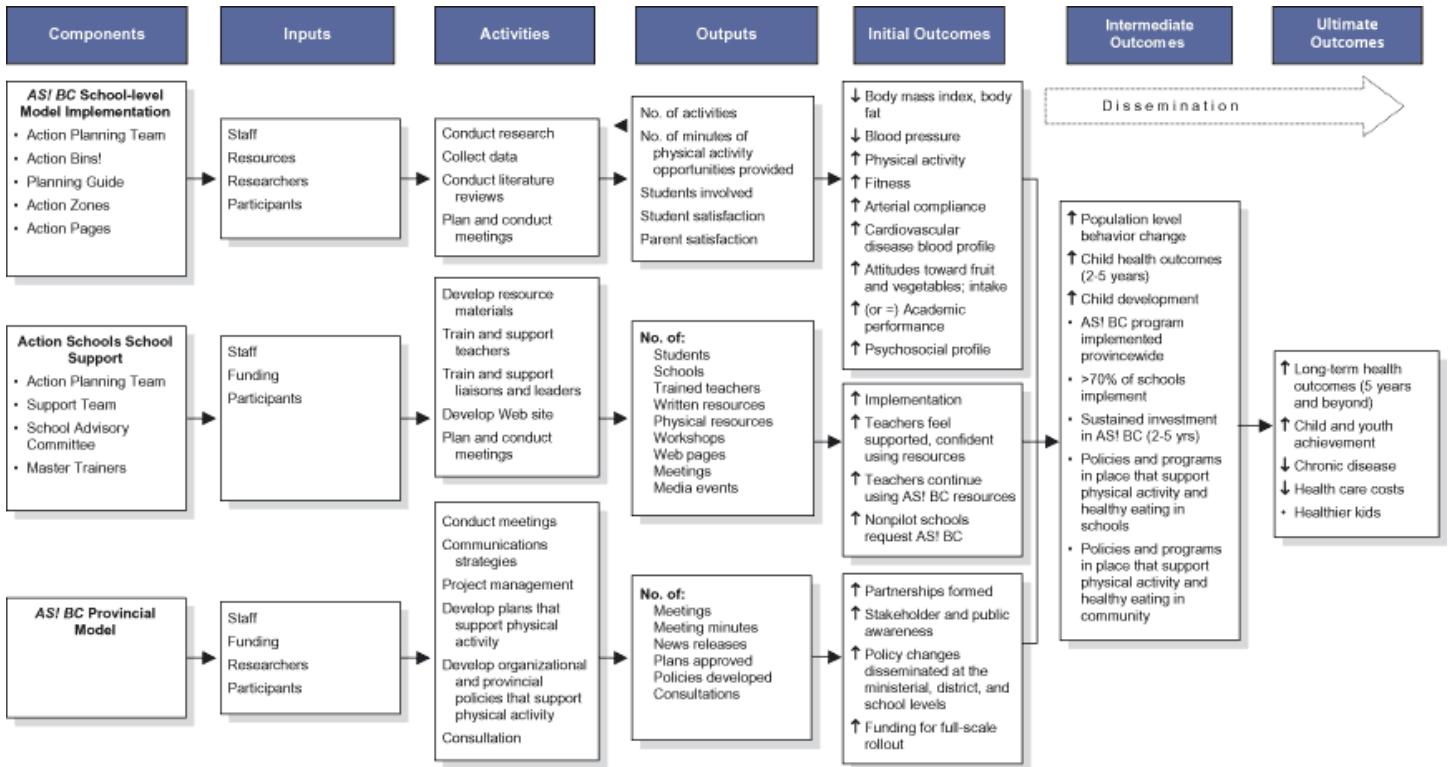 Components
Inputs
Activities
Outputs
Initial Outcomes
Intermediate
Outcomes
Ultimate
Outcomes
AS! BC School-level
Model Implementation
• Action Planning Team
• Action Bins!
• Planning Guide
• Action Zones
• Action Pages
Staff
Resources
Researchers
Participants
Conduct research
Collect data
Conduct literature
reviews
Plan and conduct
meetings
No. of activities
No. of minutes of
physical activity
opportunities provided
Students involved
Student satisfaction
Parent satisfaction
↓ Body mass index, body
fat
↓ Blood pressure
↑ Physical activity
↑ Fitness
↑ Arterial compliance
↑ Cardiovascular
disease blood profile
↑ Attitudes toward fruit
and vegetables; intake
↑ (or =) Academic
performance
↑ Psychosocial profile
Dissemination
Action Schools School
Support
• Action Planning Team
• Support Team
• School Advisory
Committee
• Master Trainers
Staff
Funding
Participants
Develop resource
materials
Train and support
teachers
Train and support
liaisons and leaders
Develop Web site
Plan and conduct
meetings
No. of:
Students
Schools
Trained teachers
Written resources
Physical resources
Workshops
Web pages
Meetings
Media events
↑ Implementation
↑ Teachers feel
supported, confident
using resources
↑ Teachers continue
using AS! BC resources
↑ Nonpilot schools
request AS! BC
AS! BC Provincial
Model
Staff
Funding
Researchers
Participants
Conduct meetings
Communications
strategies
Project management
Develop plans that
support physical
activity
Develop organizational
and provincial
policies that support
physical activity
Consultation
No. of:
Meetings
Meeting minutes
News releases
Plans approved
Policies developed
Consultations
↑ Partnerships formed
↑ Stakeholder and public
awareness
↑ Policy changes
disseminated at the
ministerial, district, and
school levels
↑ Funding for full-scale
rollout
↑ Population level
behavior change
↑ Child health outcomes
(2-5 years)
↑ Child development
• AS! BC program
implemented
provincewide
• >70% of schools
implement
• Sustained investment
in AS! BC (2-5 yrs)
• Policies and programs
in place that support
physical activity and
healthy eating in
schools
• Policies and programs
in place that support
physical activity and
healthy eating in
community
↑ Long-term health
outcomes (5 years
and beyond)
↑ Child and youth
achievement
↓ Chronic disease
↓ Health care costs
• Healthier kids